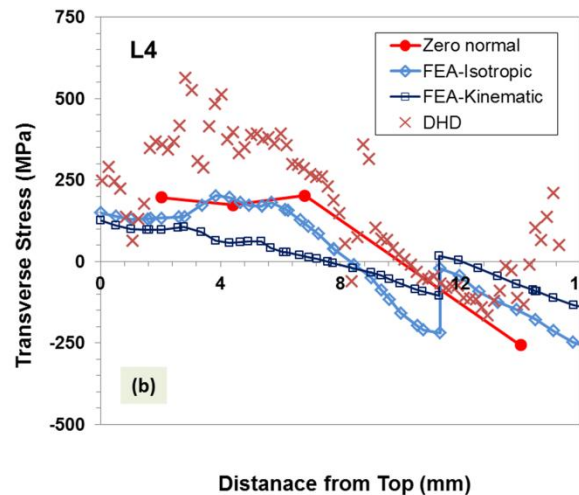 750
L4
Zero normal
FEA-Isotropic
FEA-Kinematic
DHD
500
250
0
-250
-500
Transverse Stress (MPa)
(b)
0 4 8 12 1
Distanace from Top (mm)